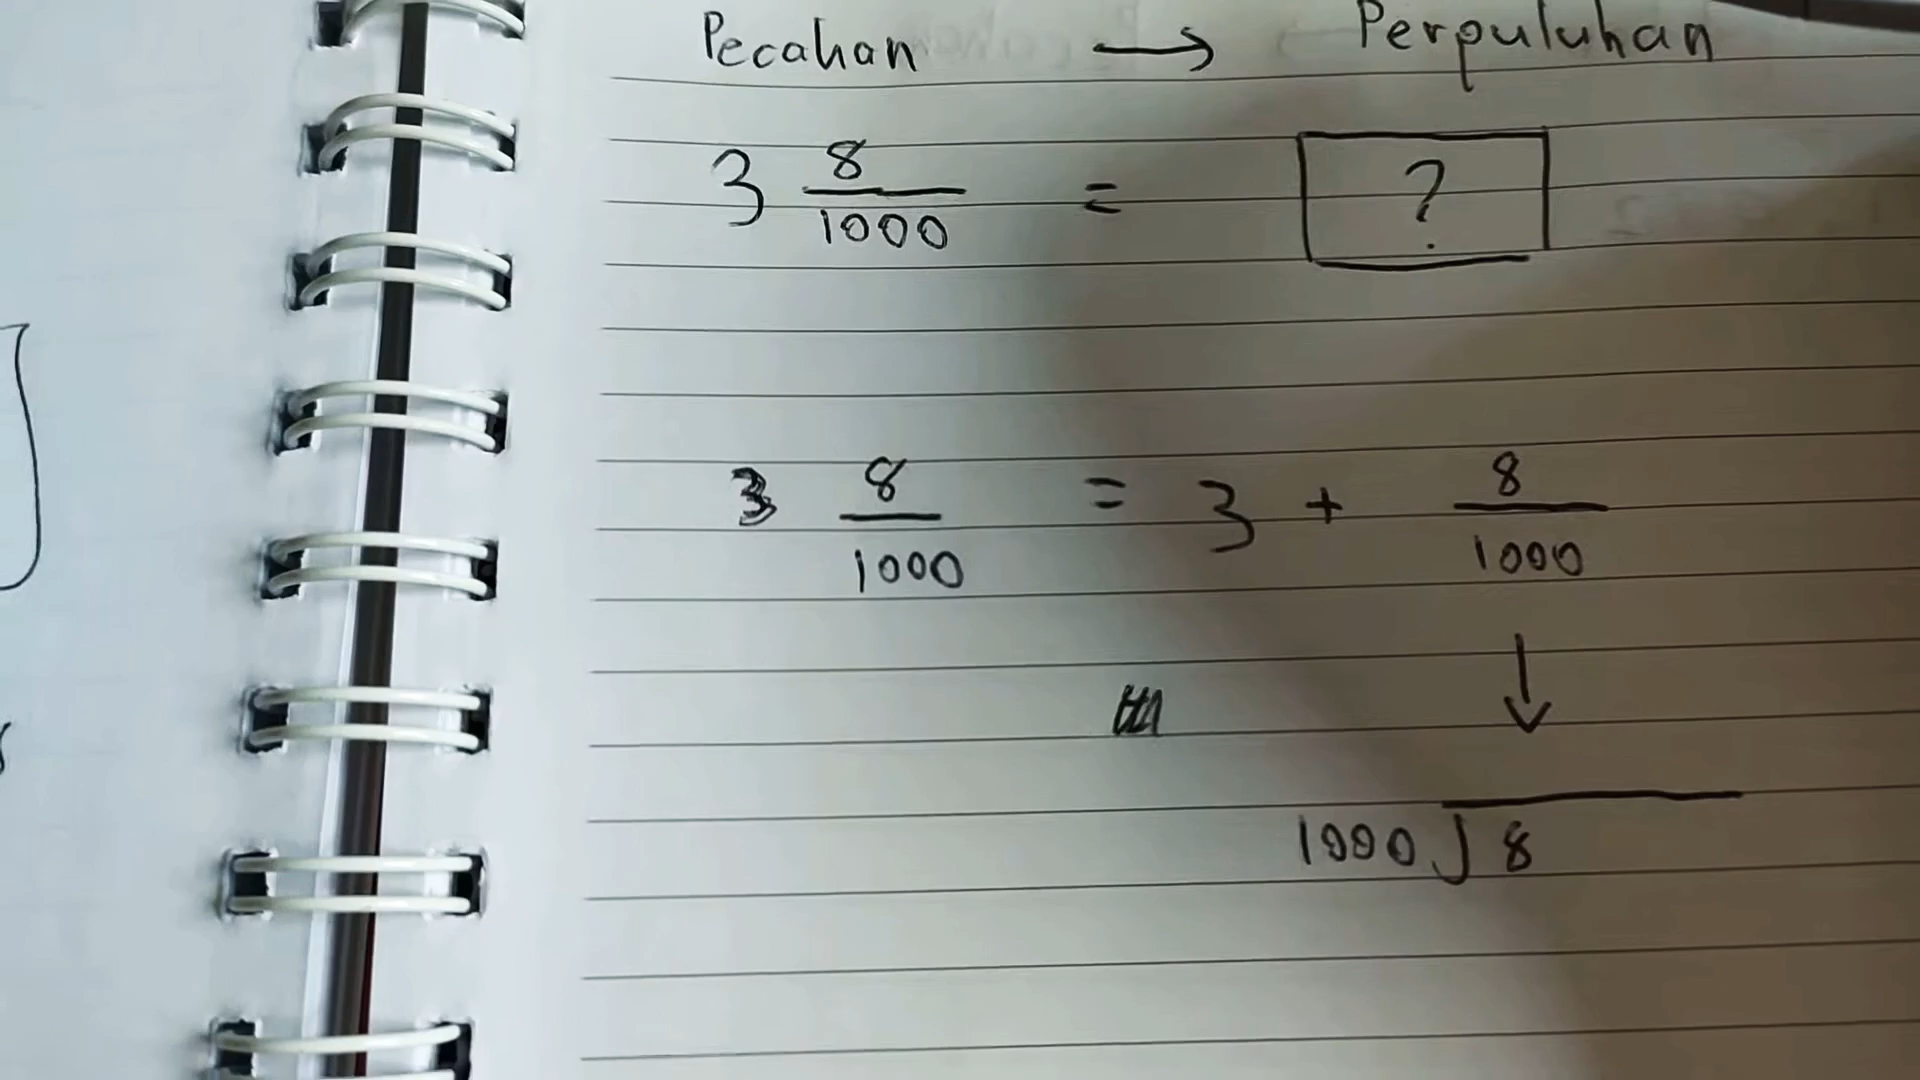 Pecahan → Perpuluhan
3 8/1000 = ?
3 8/1000 = 3 + 8/1000
↓
1000 ) 8